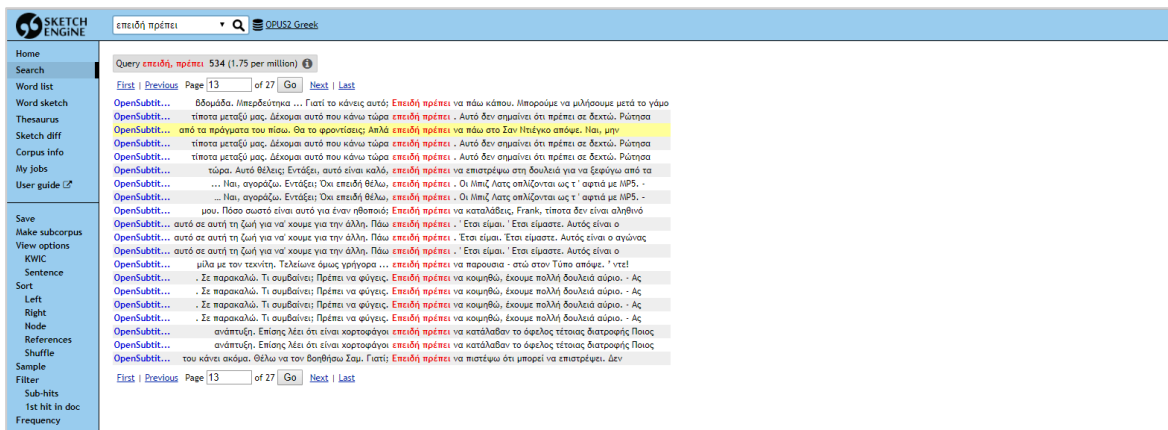 SKETCH ENGINE
επειδή πρέπει OPUS2 Greek
Home
Search
Word list
Word sketch
Thesaurus
Sketch diff
Corpus info
My jobs
User guide
Save
Make subcorpus
View options
KWIC
Sentence
Sort
Left
Right
Node
References
Shuffle
Sample
Filter
Sub-hits
1st hit in doc
Frequency
Query επειδή, πρέπει 534 (1.75 per million)
First | Previous Page 13 of 27 Go Next | Last
OpenSubtit... βδομάδα. Μπερδεύτηκα ... Γιατί το κάνεις αυτό; Επειδή πρέπει να πάω κάπου. Μπορούμε να μιλήσουμε μετά το γάμο
OpenSubtit... τίποτα μεταξύ μας. Δέχομαι αυτό που κάνω τώρα επειδή πρέπει . Αυτό δεν σημαίνει ότι πρέπει σε δεχτώ. Ρώτησα
OpenSubtit... από τα πράγματα του πίσω. Θα το φροντίσεις; Απλά επειδή πρέπει να πάω στο Σαν Ντιέγκο απόψε. Ναι, μην
OpenSubtit... τίποτα μεταξύ μας. Δέχομαι αυτό που κάνω τώρα επειδή πρέπει . Αυτό δεν σημαίνει ότι πρέπει σε δεχτώ. Ρώτησα
OpenSubtit... τίποτα μεταξύ μας. Δέχομαι αυτό που κάνω τώρα επειδή πρέπει . Αυτό δεν σημαίνει ότι πρέπει σε δεχτώ. Ρώτησα
OpenSubtit... τώρα. Αυτό θέλεις; Εντάξει, αυτό είναι καλό, επειδή πρέπει να επιστρέψω στη δουλειά για να ξεφύγω από τα
OpenSubtit... ... Ναι, αγοράζω. Εντάξει; Όχι επειδή θέλω, επειδή πρέπει . Οι Μπιζ Λατς οπλίζονται ως τ ' αφτιά με MP5. -
OpenSubtit... ... Ναι, αγοράζω. Εντάξει; Όχι επειδή θέλω, επειδή πρέπει . Οι Μπιζ Λατς οπλίζονται ως τ ' αφτιά με MP5. -
OpenSubtit... μου. Πόσο σωστό είναι αυτό για έναν ηθοποιό; Επειδή πρέπει να καταλάβεις, Frank, τίποτα δεν είναι αληθινό
OpenSubtit... αυτό σε αυτή τη ζωή για να' χουμε για την άλλη. Πάω επειδή πρέπει . ' Ετσι είμαι. ' Ετσι είμαστε. Αυτός είναι ο
OpenSubtit... σε αυτή τη ζωή για να' χουμε για την άλλη. Πάω επειδή πρέπει . Έτσι είμαι. Έτσι είμαστε. Αυτός είναι ο αγώνας
OpenSubtit... αυτό σε αυτή τη ζωή για να' χουμε για την άλλη. Πάω επειδή πρέπει . ' Ετσι είμαι. ' Ετσι είμαστε. Αυτός είναι ο
OpenSubtit... μίλα με τον τεχνίτη. Τελείωνε όμως γρήγορα ... επειδή πρέπει να παρουσια - στώ στον Τύπο απόψε. ' ντε!
OpenSubtit... . Σε παρακαλώ. Τι συμβαίνει; Πρέπει να φύγεις. Επειδή πρέπει να κοιμηθώ, έχουμε πολλή δουλειά αύριο. - Ας
OpenSubtit... . Σε παρακαλώ. Τι συμβαίνει; Πρέπει να φύγεις. Επειδή πρέπει να κοιμηθώ, έχουμε πολλή δουλειά αύριο. - Ας
OpenSubtit... . Σε παρακαλώ. Τι συμβαίνει; Πρέπει να φύγεις. Επειδή πρέπει να κοιμηθώ, έχουμε πολλή δουλειά αύριο. - Ας
OpenSubtit... . Σε παρακαλώ. Τι συμβαίνει; Πρέπει να φύγεις. Επειδή πρέπει να κοιμηθώ, έχουμε πολλή δουλειά αύριο. - Ας
OpenSubtit... ανάπτυξη. Επίσης λέει ότι είναι χορτοφάγοι επειδή πρέπει να κατάλαβαν το όφελος τέτοιας διατροφής Ποιος
OpenSubtit... ανάπτυξη. Επίσης λέει ότι είναι χορτοφάγοι επειδή πρέπει να κατάλαβαν το όφελος τέτοιας διατροφής Ποιος
OpenSubtit... του κάνει ακόμα. Θέλω να τον βοηθήσω Σαμ. Γιατί; Επειδή πρέπει να πιστέψω ότι μπορεί να επιστρέψει. Δεν
First | Previous Page 13 of 27 Go Next | Last